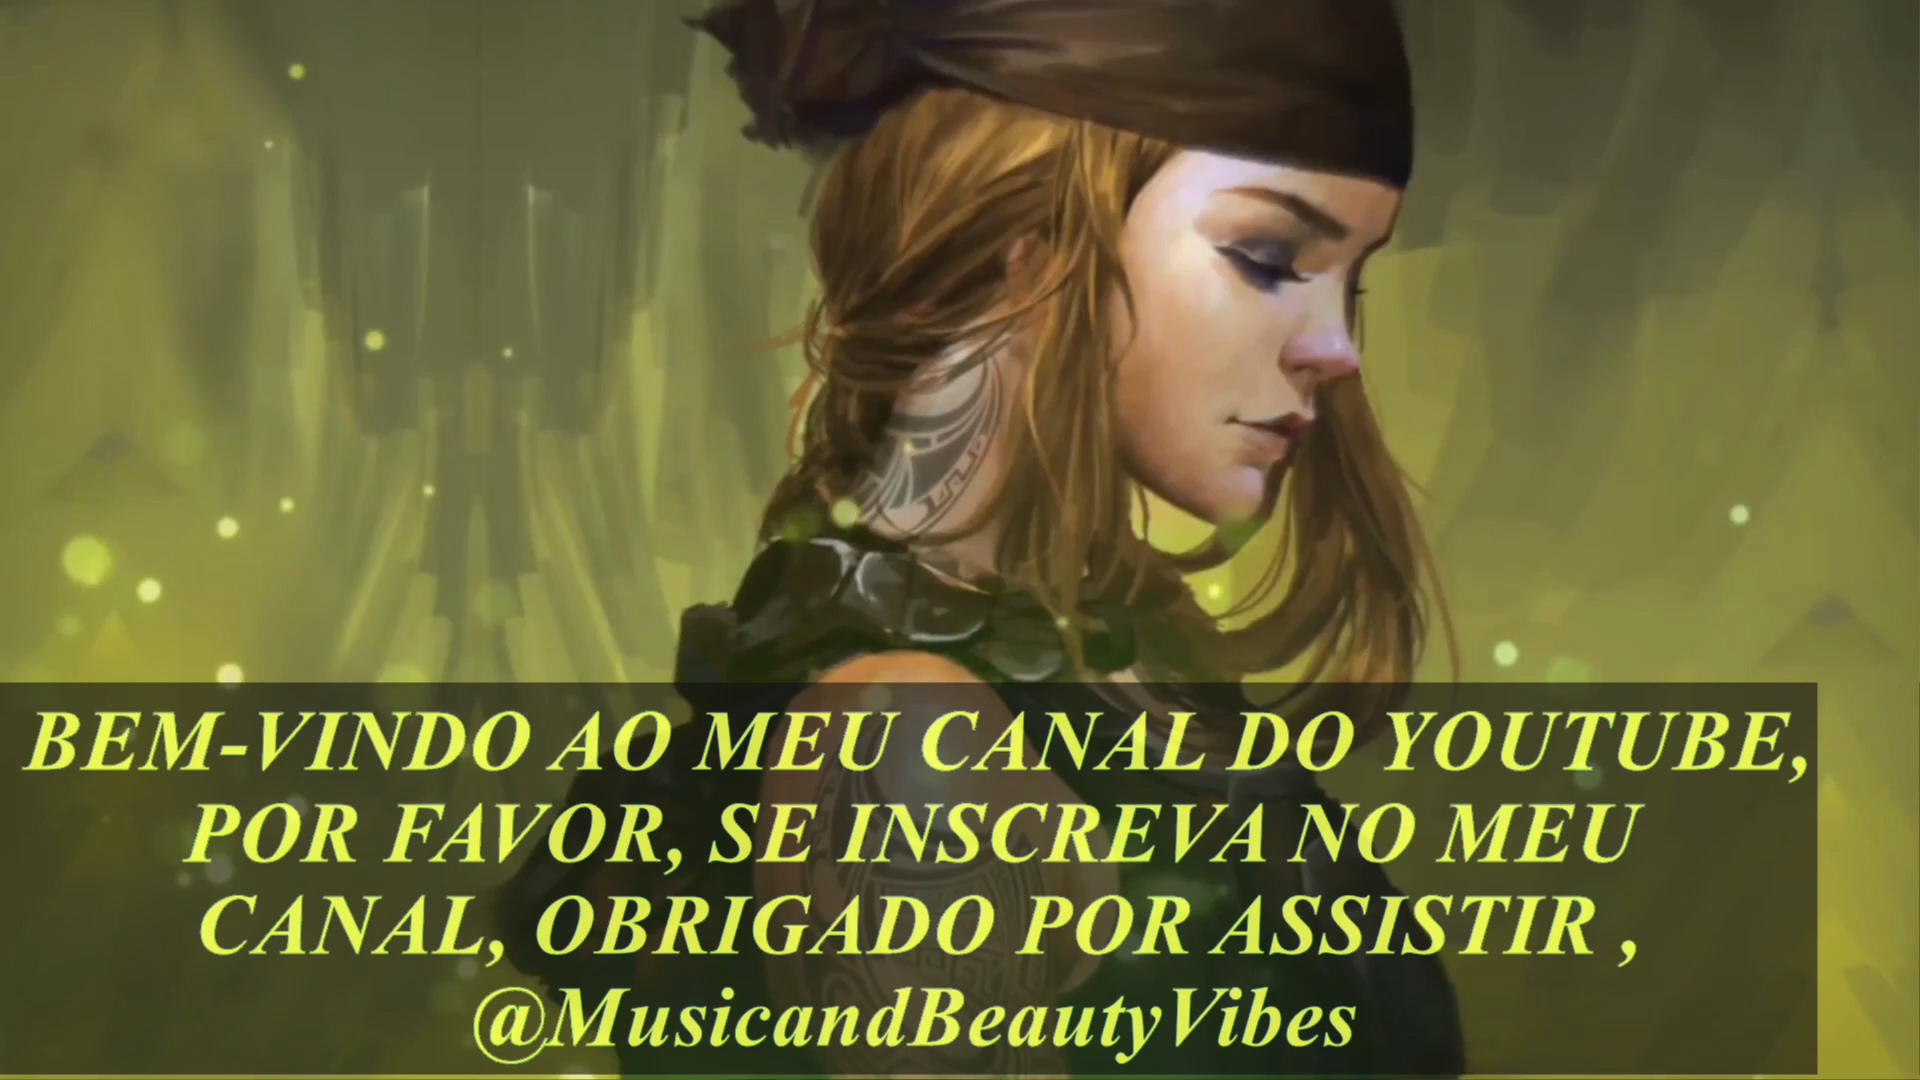 BEM-VINDO AO MEU CANAL DO YOUTUBE,
POR FAVOR, SE INSCREVA NO MEU
CANAL, OBRIGADO POR ASSISTIR ,
@MusicandBeautyVibes